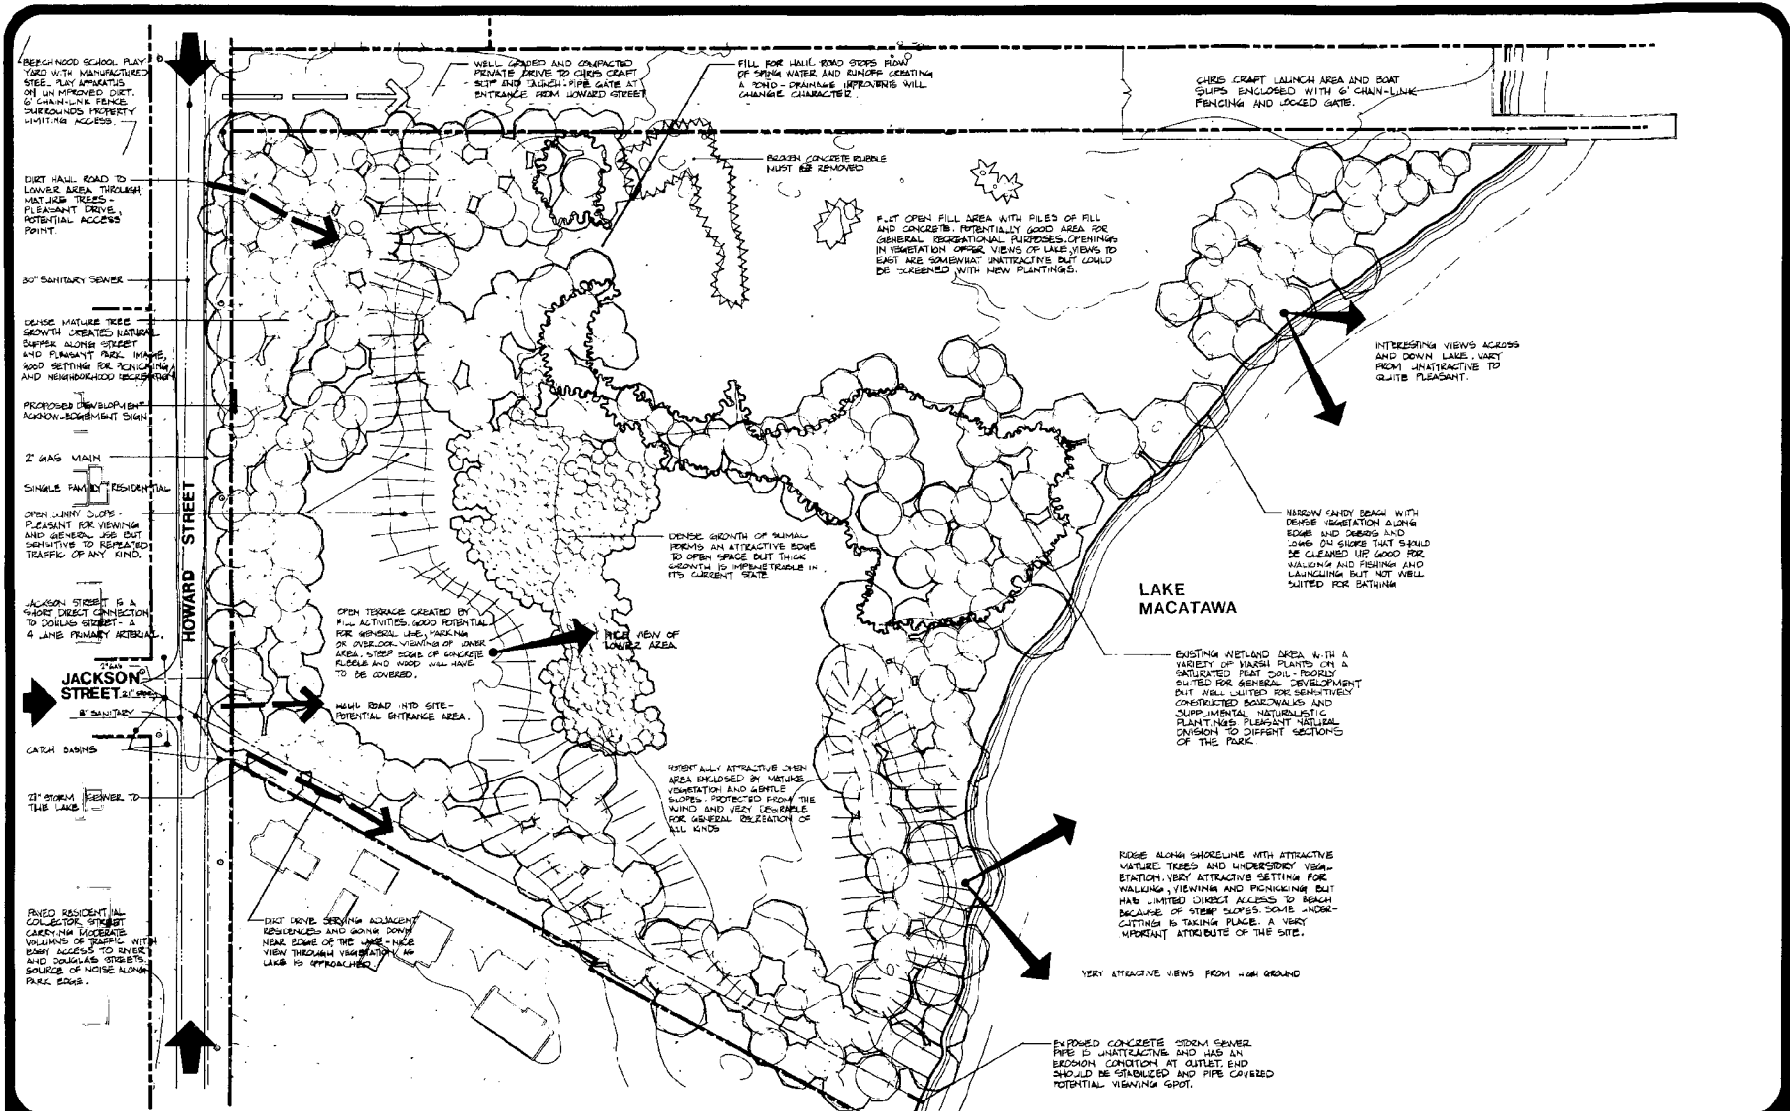 BEECHWOOD SCHOOL PLAY
YARD WITH MANUFACTURED
STEEL PLAY APARATUS
ON UN MPROVED DIRT.
6' CHAIN-LINK FENCE
SURROUNDS PROPERTY
LIMITING ACCESS.
DIRT HAUL ROAD TO
LOWER AREA THROUGH
MATURE TREES -
PLEASANT DRIVE,
POTENTIAL ACCESS
POINT.
30" SANITARY SEWER
DENSE MATURE TREE
GROWTH CREATES NATURAL
BUFFER ALONG STREET
AND PLEASANT PARK IMAGE,
GOOD SETTING FOR PICNICKING
AND NEIGHBORHOOD RECREATION
PROPOSED DEVELOPMENT
ACKNOWLEDGEMENT SIGN
2" GAS MAIN
SINGLE FAMILY RESIDENTIAL
OPEN SUNNY SLOPE -
PLEASANT FOR VIEWING
AND GENERAL USE BUT
SENSITIVE TO REPEATED
TRAFFIC OF ANY KIND.
JACKSON STREET IS A
SHORT DIRECT CONNECTION
TO DOUGLAS STREET - A
4 LANE PRIMARY ARTERIAL.
2" GAS
JACKSON
STREET
21" STORM
8" SANITARY
CATCH BASINS
21" STORM SEWER TO
THE LAKE
PAVED RESIDENTIAL
COLLECTOR STREET
CARRYING MODERATE
VOLUMES OF TRAFFIC WITH
EASY ACCESS TO RIVER
AND DOUGLAS STREETS.
SOURCE OF NOISE ALONG
PARK EDGE.
HOWARD STREET
WELL GRADED AND COMPACTED
PRIVATE DRIVE TO CHRIS CRAFT
SLIP AND LAUNCH - PIPE GATE AT
ENTRANCE FROM HOWARD STREET
FILL FOR HAUL ROAD STOPS FLOW
OF SPING WATER AND RUNOFF CREATING
A POND - DRAINAGE IMPROVEMENTS WILL
CHANGE CHARACTER.
CHRIS CRAFT LAUNCH AREA AND BOAT
SLIPS ENCLOSED WITH 6' CHAIN-LINK
FENCING AND LOCKED GATE.
BROKEN CONCRETE RUBBLE
MUST BE REMOVED
FLAT OPEN FILL AREA WITH PILES OF FILL
AND CONCRETE. POTENTIALLY GOOD AREA FOR
GENERAL RECREATIONAL PURPOSES. OPENINGS
IN VEGETATION OFFER VIEWS OF LAKE, VIEWS TO
EAST ARE SOMEWHAT UNATTRACTIVE BUT COULD
BE SCREENED WITH NEW PLANTINGS.
INTERESTING VIEWS ACROSS
AND DOWN LAKE. VARY
FROM UNATTRACTIVE TO
QUITE PLEASANT.
NARROW SANDY BEACH WITH
DENSE VEGETATION ALONG
EDGE AND DEBRIS AND
LOGS ON SHORE THAT SHOULD
BE CLEANED UP. GOOD FOR
WALKING AND FISHING AND
LAUNCHING BUT NOT WELL
SUITED FOR BATHING
DENSE GROWTH OF SUMAC
FORMS AN ATTRACTIVE EDGE
TO OPEN SPACE BUT THICK
GROWTH IS IMPENETRABLE IN
ITS CURRENT STATE
LAKE
MACATAWA
OPEN TERRACE CREATED BY
FILL ACTIVITIES. GOOD POTENTIAL
FOR GENERAL USE, PARKING
OR OVERLOOK VIEWING OF LOWER
AREA. STEEP EDGE OF CONCRETE
RUBBLE AND WOOD WILL HAVE
TO BE COVERED.
NICE VIEW OF
LOWER AREA
HAUL ROAD INTO SITE -
POTENTIAL ENTRANCE AREA.
EXISTING WETLAND AREA WITH A
VARIETY OF MARSH PLANTS ON A
SATURATED PEAT SOIL - POORLY
SUITED FOR GENERAL DEVELOPMENT
BUT WELL SUITED FOR SENSITIVELY
CONSTRUCTED BOARDWALKS AND
SUPPLIMENTAL NATURALISTIC
PLANTINGS. PLEASANT NATURAL
DIVISION TO DIFFENT SECTIONS
OF THE PARK.
POTENTIALLY ATTRACTIVE OPEN
AREA ENCLOSED BY MATURE
VEGETATION AND GENTLE
SLOPES. PROTECTED FROM THE
WIND AND VERY DESIRABLE
FOR GENERAL RECREATION OF
ALL KINDS
RIDGE ALONG SHORELINE WITH ATTRACTIVE
MATURE TREES AND UNDERSTORY VEG-
ETATION. VERY ATTRACTIVE SETTING FOR
WALKING, VIEWING AND PICNICKING BUT
HAS LIMITED DIRECT ACCESS TO BEACH
BECAUSE OF STEEP SLOPES. SOME UNDER-
CUTTING IS TAKING PLACE. A VERY
IMPORTANT ATTRIBUTE OF THE SITE.
DIRT DRIVE SERVING ADJACENT
RESIDENCES AND GOING DOWN
NEAR EDGE OF THE LAKE - NICE
VIEW THROUGH VEGETATION AS
LAKE IS APPROACHED.
VERY ATTRACTIVE VIEWS FROM HIGH GROUND
EXPOSED CONCRETE STORM SEWER
PIPE IS UNATTRACTIVE AND HAS AN
EROSION CONDITION AT OUTLET. END
SHOULD BE STABILIZED AND PIPE COVERED
POTENTIAL VIEWING SPOT.